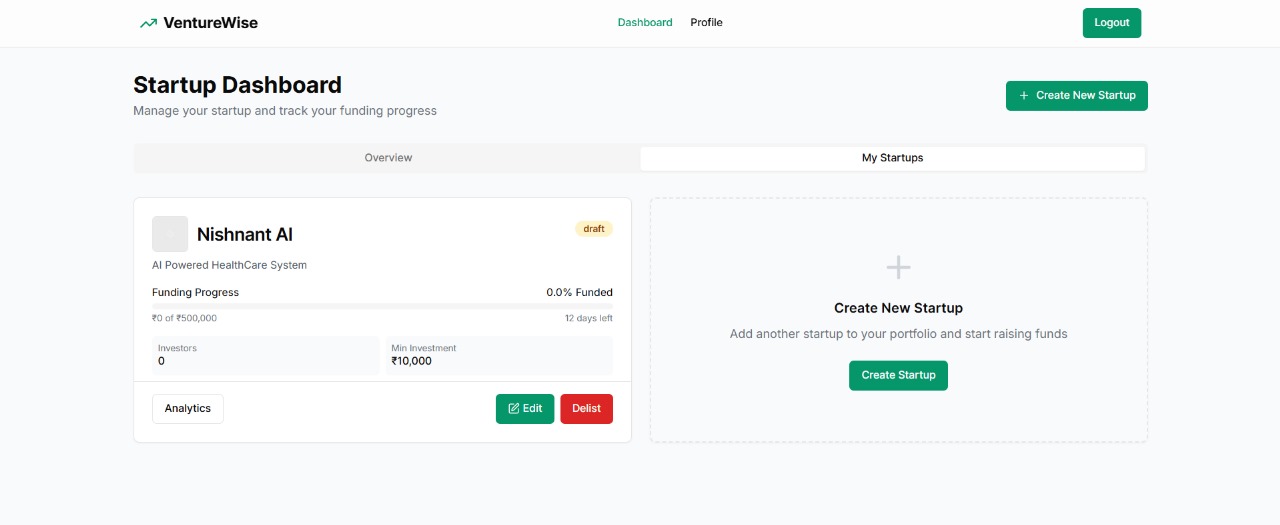 VentureWise
Dashboard Profile
Logout
Startup Dashboard
Manage your startup and track your funding progress
Create New Startup
Overview
My Startups
Nishnant AI
draft
AI Powered HealthCare System
Funding Progress
0.0% Funded
₹0 of ₹500,000
12 days left
Investors
0
Min Investment
₹10,000
Analytics
Edit
Delist
Create New Startup
Add another startup to your portfolio and start raising funds
Create Startup